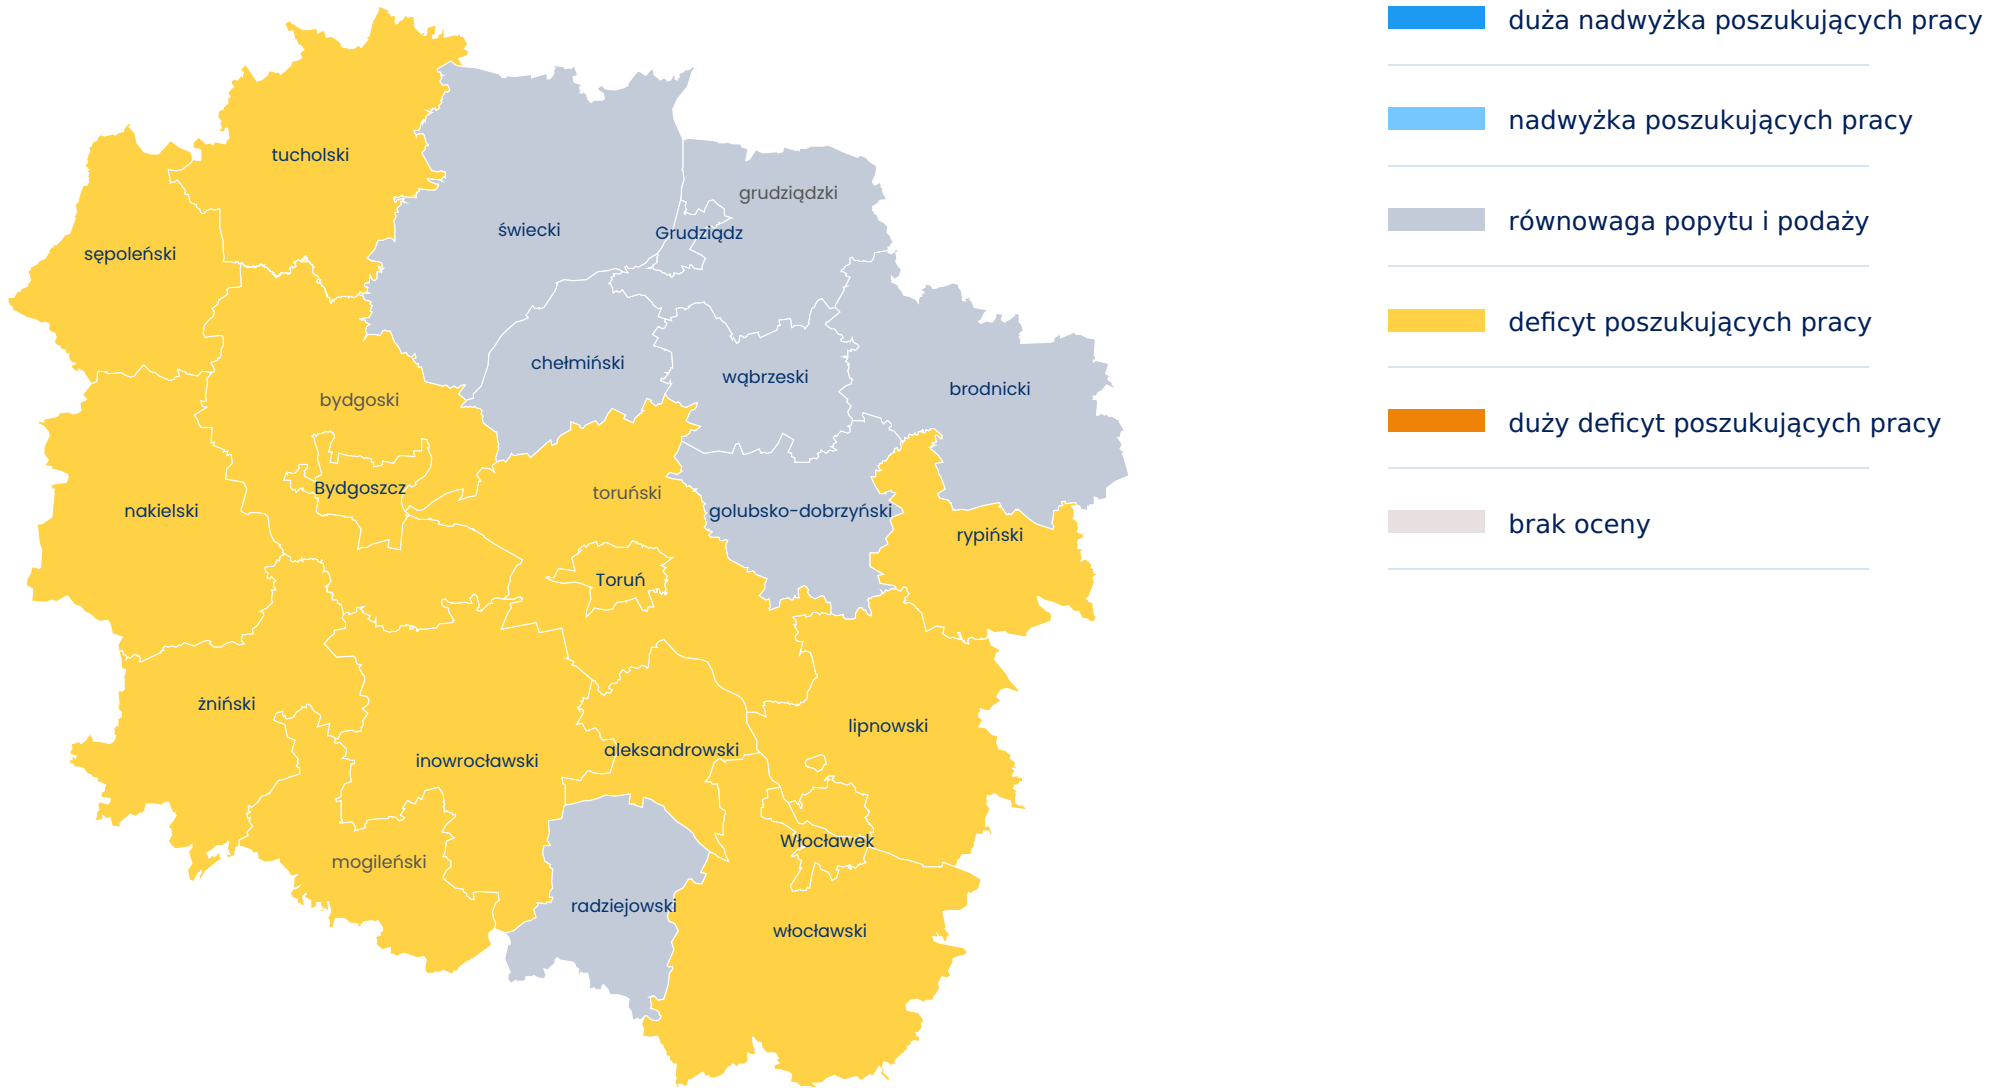 tucholski
sępoleński
świecki
grudziądzki
Grudziądz
chełmiński
wąbrzeski
brodnicki
bydgoski
Bydgoszcz
nakielski
toruński
golubsko-dobrzyński
rypiński
Toruń
żniński
inowrocławski
aleksandrowski
lipnowski
mogileński
Włocławek
radziejowski
włocławski
duża nadwyżka poszukujących pracy
nadwyżka poszukujących pracy
równowaga popytu i podaży
deficyt poszukujących pracy
duży deficyt poszukujących pracy
brak oceny